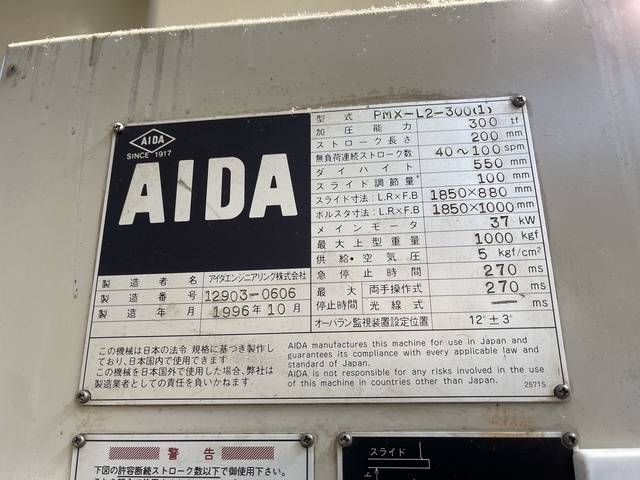 AIDA
SINCE 1917
AIDA
製造者名 アイダエンジニアリング株式会社
製造番号 12903-0606
製造年月 1996年10月
型式 PMX-L2-300(1)
加圧能力 300 tf
ストローク長さ 200 mm
無負荷連続ストローク数 40~100 spm
ダイハイト 550 mm
スライド調節量 100 mm
スライド寸法:L.R×F.B 1850×880 mm
ボルスタ寸法:L.R×F.B 1850×1000 mm
メインモータ 37 kW
最大上型重量 1000 kgf
供給・空気圧 5 kgf/cm²
急停止時間 270 ms
最大停止時間 両手操作式 270 ms
光線式 — ms
オーバラン監視装置設定位置 12°±3°
この機械は日本の法令 規格に基づき製作し
ており、日本国内で使用できます
この機械を日本国外で使用した場合、弊社は
製造業者としての責任を負いかねます
AIDA manufactures this machine for use in Japan and
guarantees its compliance with every applicable law and
standard of Japan.
AIDA is not responsible for any risks involved in the use
of this machine in countries other than Japan.
2571S
警告
下図の許容断続ストローク数以下で御使用下さい。
スライド